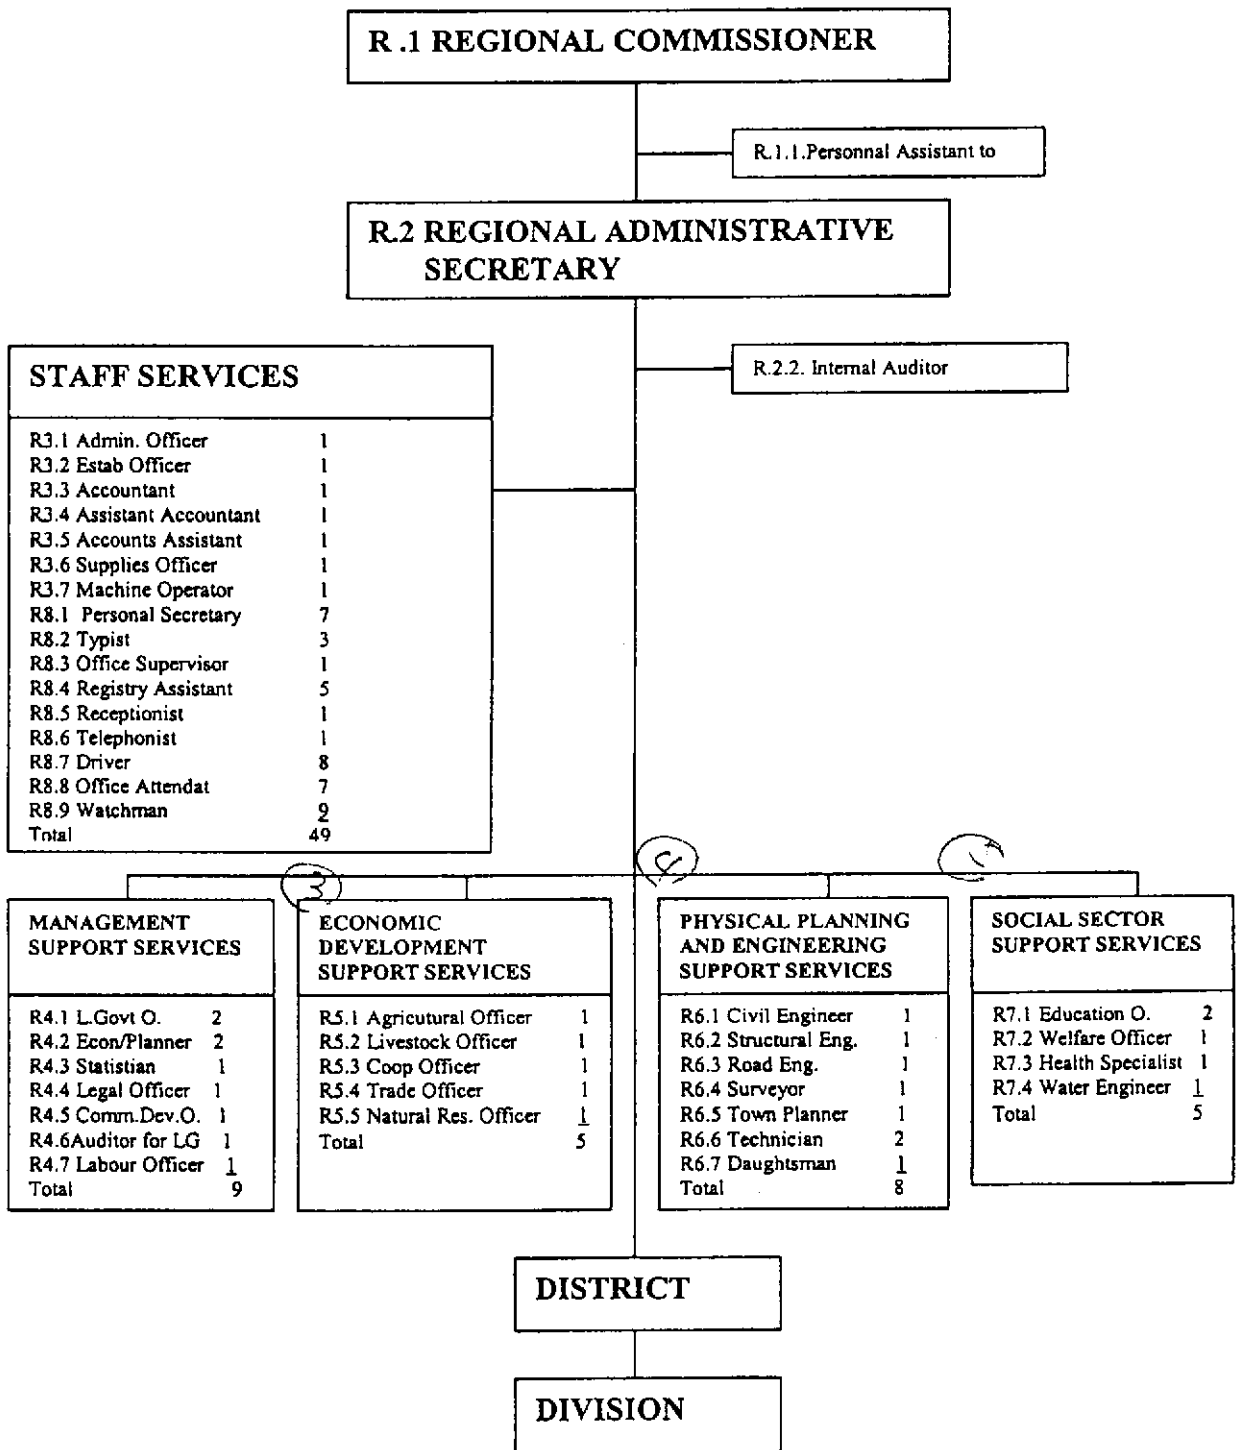 R .1 REGIONAL COMMISSIONER
R.1.1.Personnal Assistant to
R.2 REGIONAL ADMINISTRATIVE
SECRETARY
R.2.2. Internal Auditor
STAFF SERVICES
R3.1 Admin. Officer 1
R3.2 Estab Officer 1
R3.3 Accountant 1
R3.4 Assistant Accountant 1
R3.5 Accounts Assistant 1
R3.6 Supplies Officer 1
R3.7 Machine Operator 1
R8.1 Personal Secretary 7
R8.2 Typist 3
R8.3 Office Supervisor 1
R8.4 Registry Assistant 5
R8.5 Receptionist 1
R8.6 Telephonist 1
R8.7 Driver 8
R8.8 Office Attendat 7
R8.9 Watchman 9
Total 49
3
MANAGEMENT
SUPPORT SERVICES
R4.1 L.Govt O. 2
R4.2 Econ/Planner 2
R4.3 Statistian 1
R4.4 Legal Officer 1
R4.5 Comm.Dev.O. 1
R4.6Auditor for LG 1
R4.7 Labour Officer 1
Total 9
ECONOMIC
DEVELOPMENT
SUPPORT SERVICES
R5.1 Agricutural Officer 1
R5.2 Livestock Officer 1
R5.3 Coop Officer 1
R5.4 Trade Officer 1
R5.5 Natural Res. Officer 1
Total 5
PHYSICAL PLANNING
AND ENGINEERING
SUPPORT SERVICES
R6.1 Civil Engineer 1
R6.2 Structural Eng. 1
R6.3 Road Eng. 1
R6.4 Surveyor 1
R6.5 Town Planner 1
R6.6 Technician 2
R6.7 Daughtsman 1
Total 8
SOCIAL SECTOR
SUPPORT SERVICES
R7.1 Education O. 2
R7.2 Welfare Officer 1
R7.3 Health Specialist 1
R7.4 Water Engineer 1
Total 5
DISTRICT
DIVISION